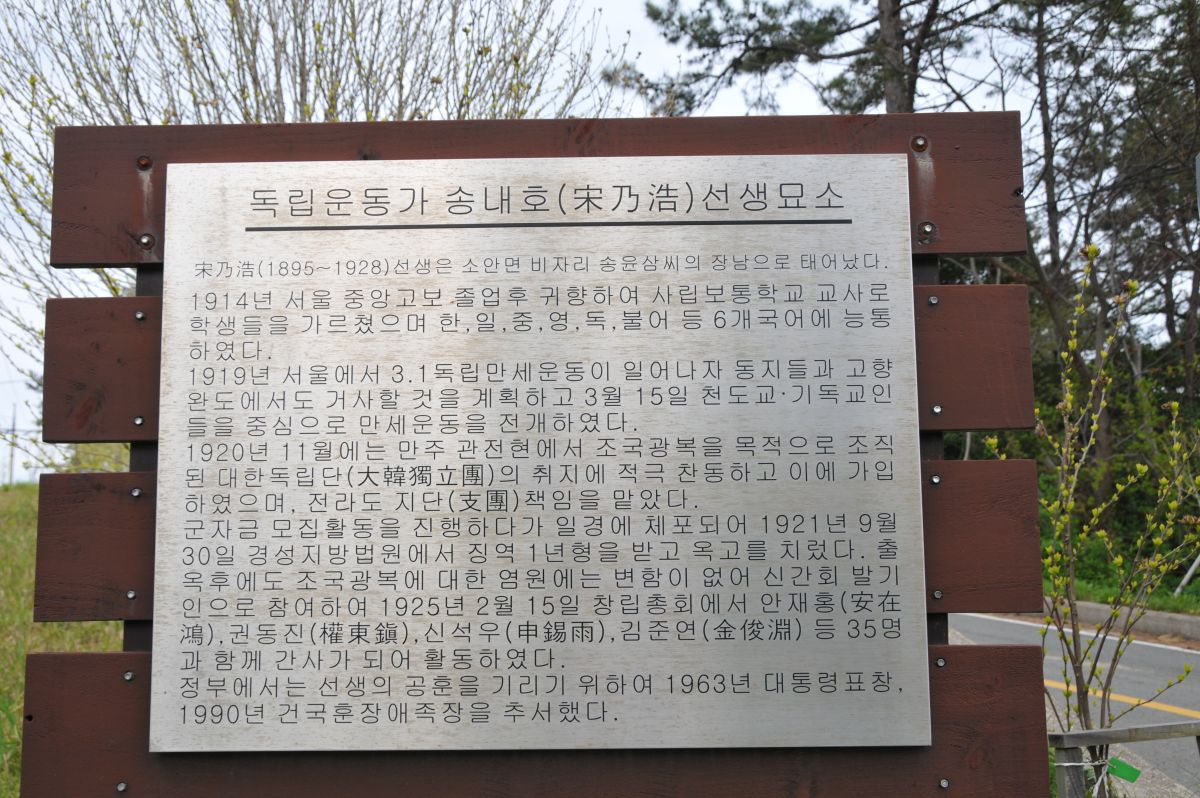 독립운동가 송내호(宋乃浩)선생묘소
宋乃浩(1895~1928)선생은 소안면 비자리 송윤삼씨의 장남으로 태어났다.
1914년 서울 중앙고보 졸업후 귀향하여 사립보통학교 교사로
학생들을 가르쳤으며 한,일,중,영,독,불어 등 6개국어에 능통
하였다.
1919년 서울에서 3.1독립만세운동이 일어나자 동지들과 고향
완도에서도 거사할 것을 계획하고 3월 15일 천도교·기독교인
들을 중심으로 만세운동을 전개하였다.
1920년 11월에는 만주 관전현에서 조국광복을 목적으로 조직
된 대한독립단(大韓獨立團)의 취지에 적극 찬동하고 이에 가입
하였으며, 전라도 지단(支團)책임을 맡았다.
군자금 모집활동을 진행하다가 일경에 체포되어 1921년 9월
30일 경성지방법원에서 징역 1년형을 받고 옥고를 치렀다. 출
옥후에도 조국광복에 대한 염원에는 변함이 없어 신간회 발기
인으로 참여하여 1925년 2월 15일 창립총회에서 안재홍(安在
鴻),권동진(權東鎭),신석우(申錫雨),김준연(金俊淵) 등 35명
과 함께 간사가 되어 활동하였다.
정부에서는 선생의 공훈을 기리기 위하여 1963년 대통령표창,
1990년 건국훈장애족장을 추서했다.